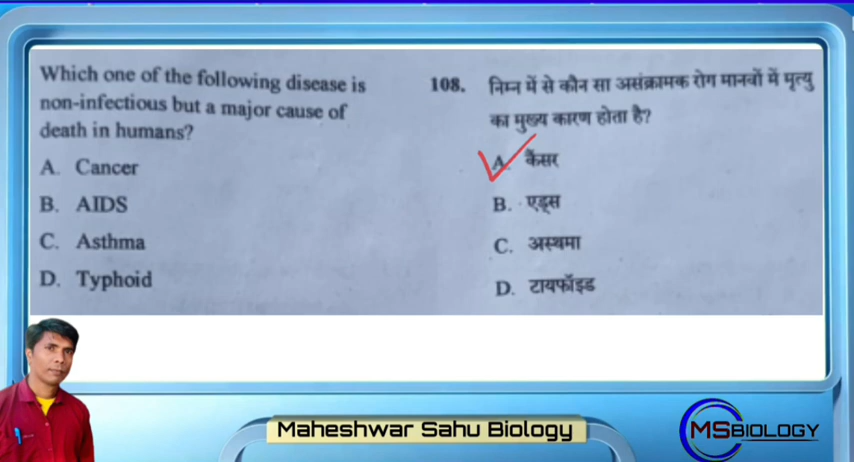 Which one of the following disease is
non-infectious but a major cause of
death in humans?
A. Cancer
B. AIDS
C. Asthma
D. Typhoid
108. निम्न में से कौन सा असंक्रामक रोग मानवों में मृत्यु
का मुख्य कारण होता है?
A. कैंसर
B. एड्स
C. अस्थमा
D. टायफॉइड
Maheshwar Sahu Biology
MSBIOLOGY